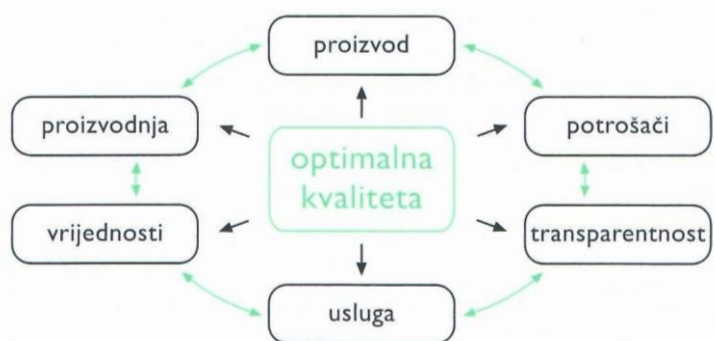 proizvod
proizvodnja
potrošači
optimalna
kvaliteta
vrijednosti
transparentnost
usluga